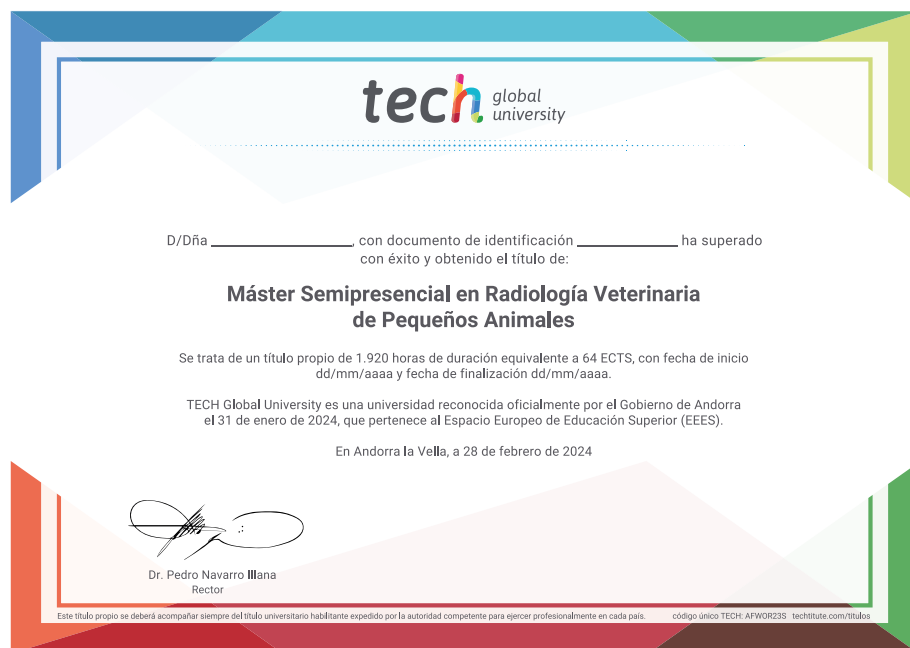 tech global university
D/Dña ________________, con documento de identificación ____________ ha superado
con éxito y obtenido el título de:
Máster Semipresencial en Radiología Veterinaria
de Pequeños Animales
Se trata de un título propio de 1.920 horas de duración equivalente a 64 ECTS, con fecha de inicio
dd/mm/aaaa y fecha de finalización dd/mm/aaaa.
TECH Global University es una universidad reconocida oficialmente por el Gobierno de Andorra
el 31 de enero de 2024, que pertenece al Espacio Europeo de Educación Superior (EEES).
En Andorra la Vella, a 28 de febrero de 2024
Dr. Pedro Navarro Illana
Rector
Este título propio se deberá acompañar siempre del título universitario habilitante expedido por la autoridad competente para ejercer profesionalmente en cada país. código único TECH: AFWOR23S techtitute.com/titulos